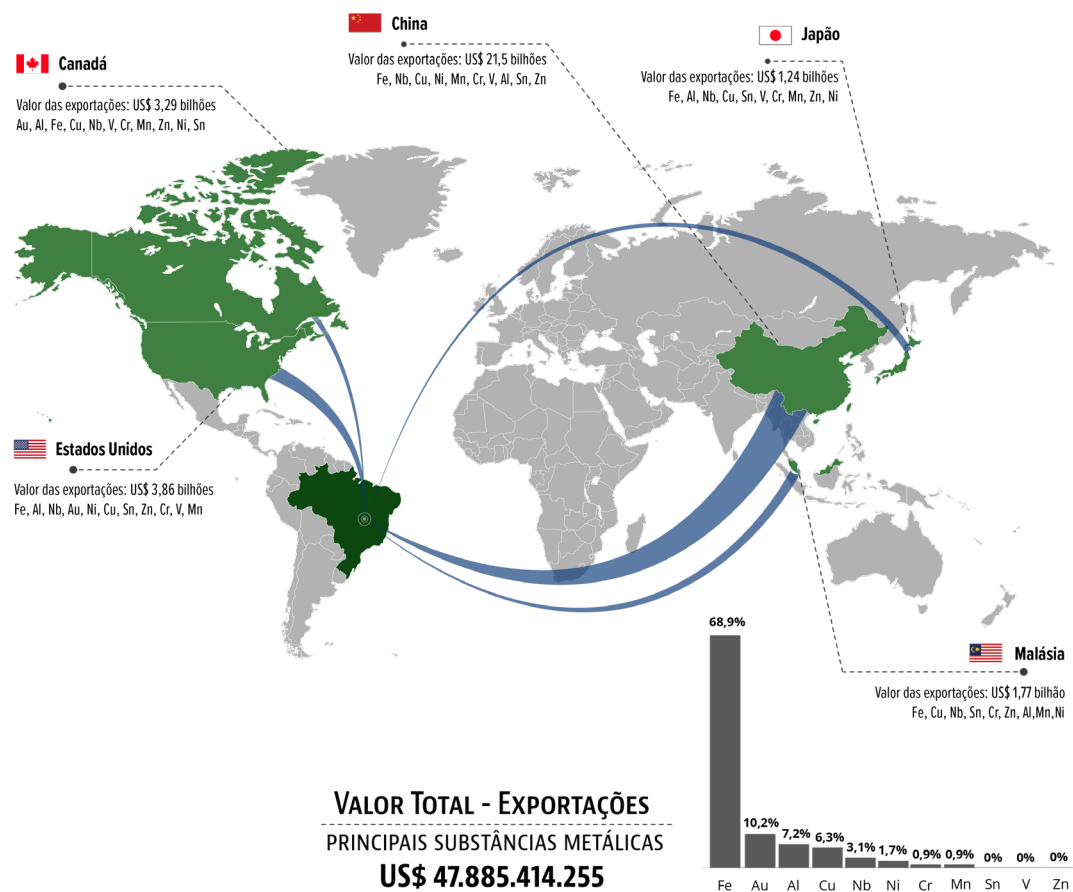 China
Valor das exportações: US$ 21,5 bilhões
Fe, Nb, Cu, Ni, Mn, Cr, V, Al, Sn, Zn
Japão
Valor das exportações: US$ 1,24 bilhões
Fe, Al, Nb, Cu, Sn, V, Cr, Mn, Zn, Ni
Canadá
Valor das exportações: US$ 3,29 bilhões
Au, Al, Fe, Cu, Nb, V, Cr, Mn, Zn, Ni, Sn
Estados Unidos
Valor das exportações: US$ 3,86 bilhões
Fe, Al, Nb, Au, Ni, Cu, Sn, Zn, Cr, V, Mn
Malásia
Valor das exportações: US$ 1,77 bilhão
Fe, Cu, Nb, Sn, Cr, Zn, Al,Mn,Ni
Valor Total - Exportações
PRINCIPAIS SUBSTÂNCIAS METÁLICAS
US$ 47.885.414.255
68,9% 10,2% 7,2% 6,3% 3,1% 1,7% 0,9% 0,9% 0% 0% 0%
Fe Au Al Cu Nb Ni Cr Mn Sn V Zn